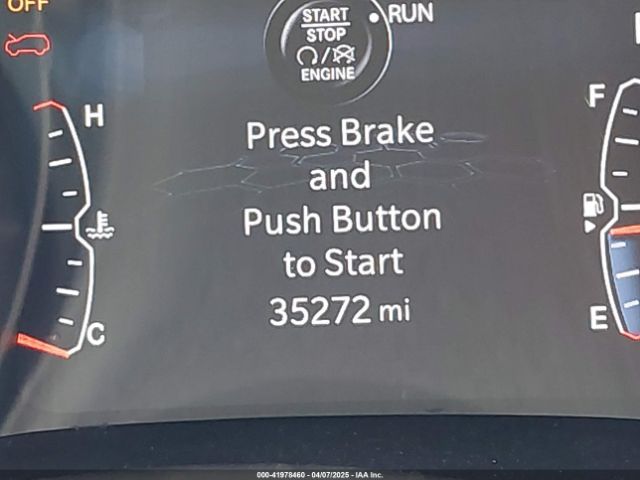 OFF
START
STOP
ENGINE
RUN
H
F
Press Brake
and
Push Button
to Start
35272 mi
C
E
000-41978460 - 04/07/2025 - IAA Inc.